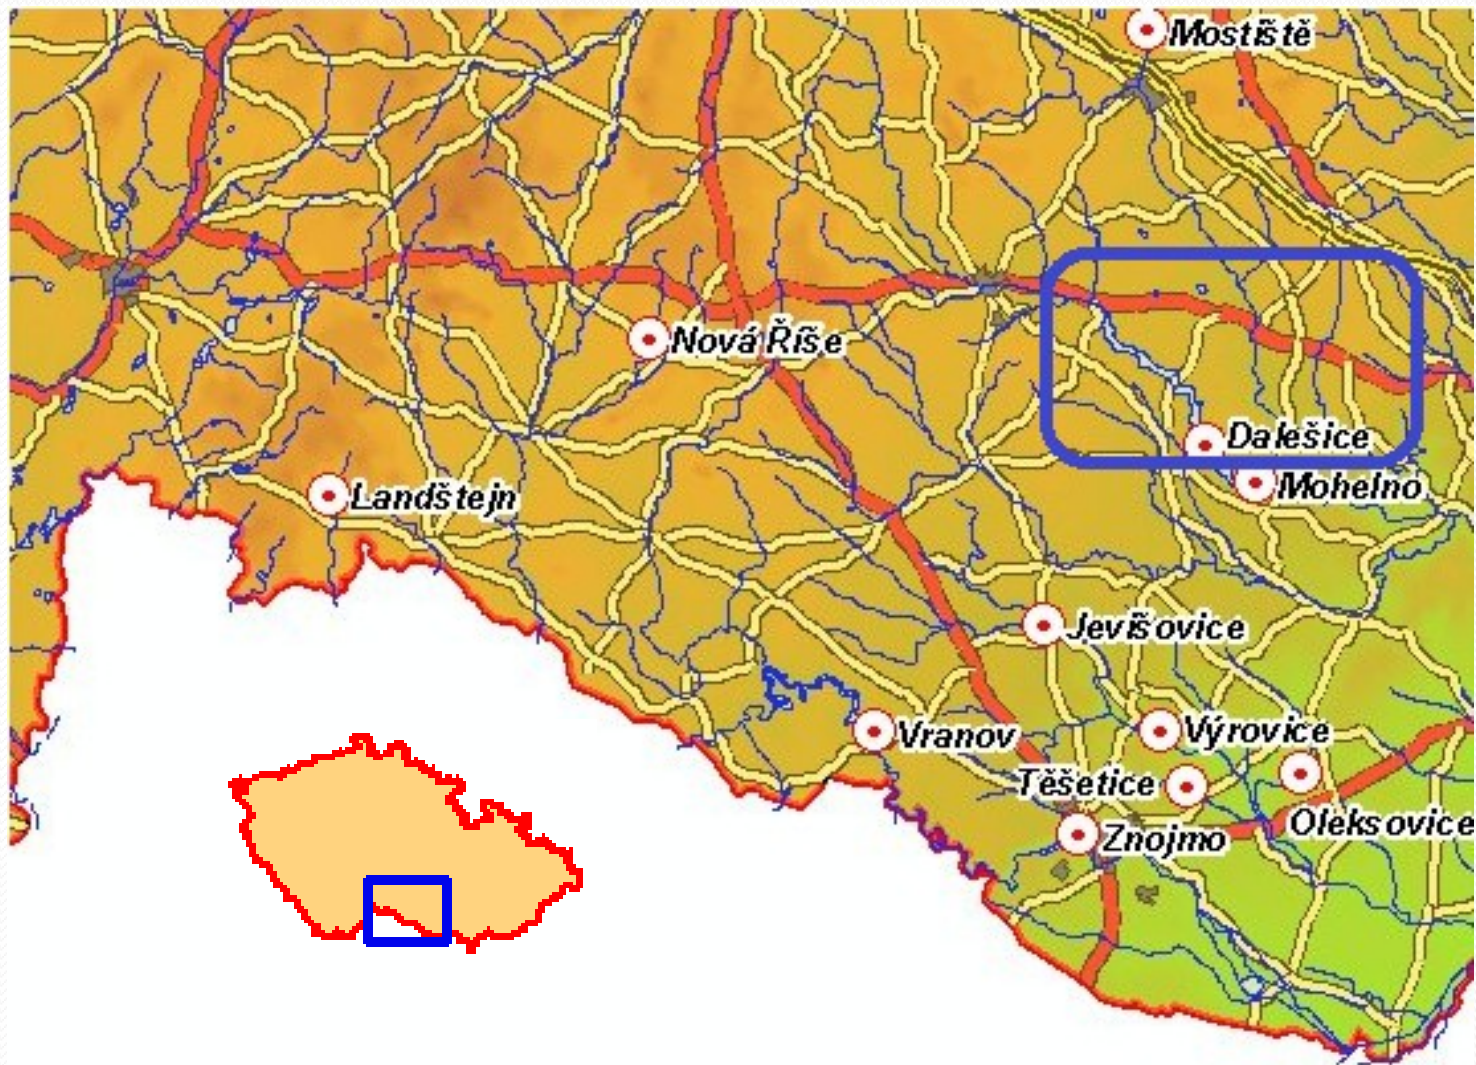 Mostiště
Nová Říše
Dalešice
Mohelno
Landštejn
Jevišovice
Vranov
Výrovice
Těšetice
Oleksovice
Znojmo